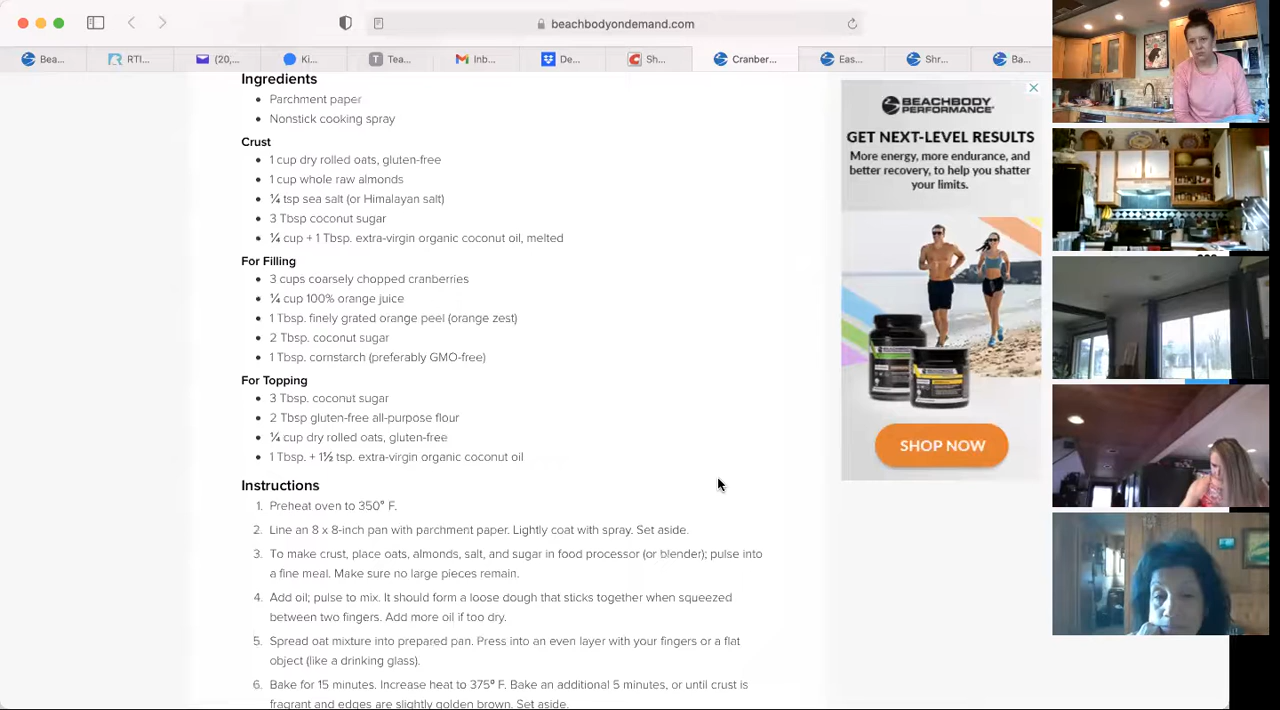 beachbodyondemand.com
Bea...
RTI...
(20,...
Ki...
Tea...
Inb...
De...
Sh...
Cranber...
Eas...
Shr...
Ba...
Ingredients
Parchment paper
Nonstick cooking spray
Crust
1 cup dry rolled oats, gluten-free
1 cup whole raw almonds
¼ tsp sea salt (or Himalayan salt)
3 Tbsp coconut sugar
¼ cup + 1 Tbsp. extra-virgin organic coconut oil, melted
For Filling
3 cups coarsely chopped cranberries
¼ cup 100% orange juice
1 Tbsp. finely grated orange peel (orange zest)
2 Tbsp. coconut sugar
1 Tbsp. cornstarch (preferably GMO-free)
For Topping
3 Tbsp. coconut sugar
2 Tbsp gluten-free all-purpose flour
¼ cup dry rolled oats, gluten-free
1 Tbsp. + 1½ tsp. extra-virgin organic coconut oil
Instructions
1. Preheat oven to 350° F.
2. Line an 8 x 8-inch pan with parchment paper. Lightly coat with spray. Set aside.
3. To make crust, place oats, almonds, salt, and sugar in food processor (or blender); pulse into
a fine meal. Make sure no large pieces remain.
4. Add oil; pulse to mix. It should form a loose dough that sticks together when squeezed
between two fingers. Add more oil if too dry.
5. Spread oat mixture into prepared pan. Press into an even layer with your fingers or a flat
object (like a drinking glass).
6. Bake for 15 minutes. Increase heat to 375° F. Bake an additional 5 minutes, or until crust is
fragrant and edges are slightly golden brown. Set aside.
BEACHBODY
PERFORMANCE
GET NEXT-LEVEL RESULTS
More energy, more endurance, and
better recovery, to help you shatter
your limits.
SHOP NOW